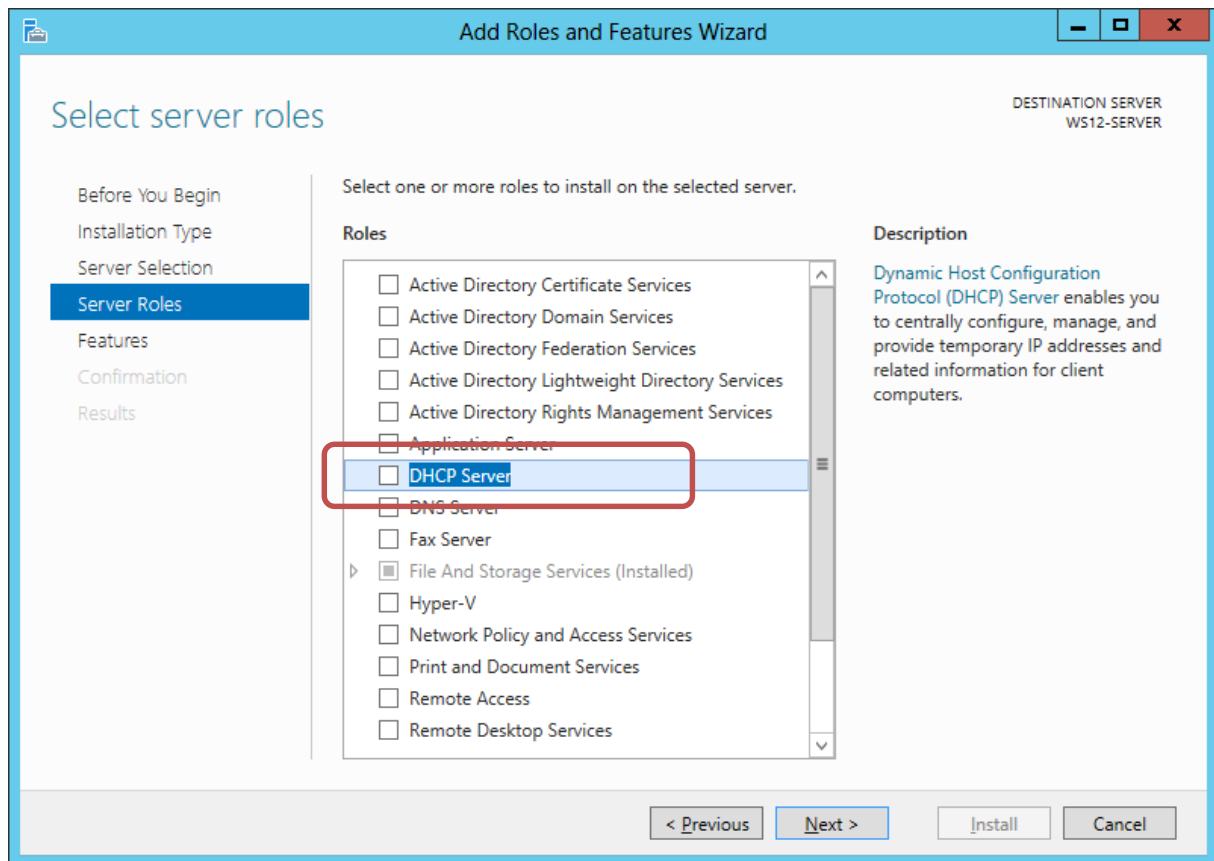 Add Roles and Features Wizard
Select server roles
DESTINATION SERVER
WS12-SERVER
Before You Begin
Installation Type
Server Selection
Server Roles
Features
Confirmation
Results
Select one or more roles to install on the selected server.
Roles
Active Directory Certificate Services
Active Directory Domain Services
Active Directory Federation Services
Active Directory Lightweight Directory Services
Active Directory Rights Management Services
Application Server
DHCP Server
DNS Server
Fax Server
File And Storage Services (Installed)
Hyper-V
Network Policy and Access Services
Print and Document Services
Remote Access
Remote Desktop Services
Description
Dynamic Host Configuration
Protocol (DHCP) Server enables you
to centrally configure, manage, and
provide temporary IP addresses and
related information for client
computers.
< Previous
Next >
Install
Cancel